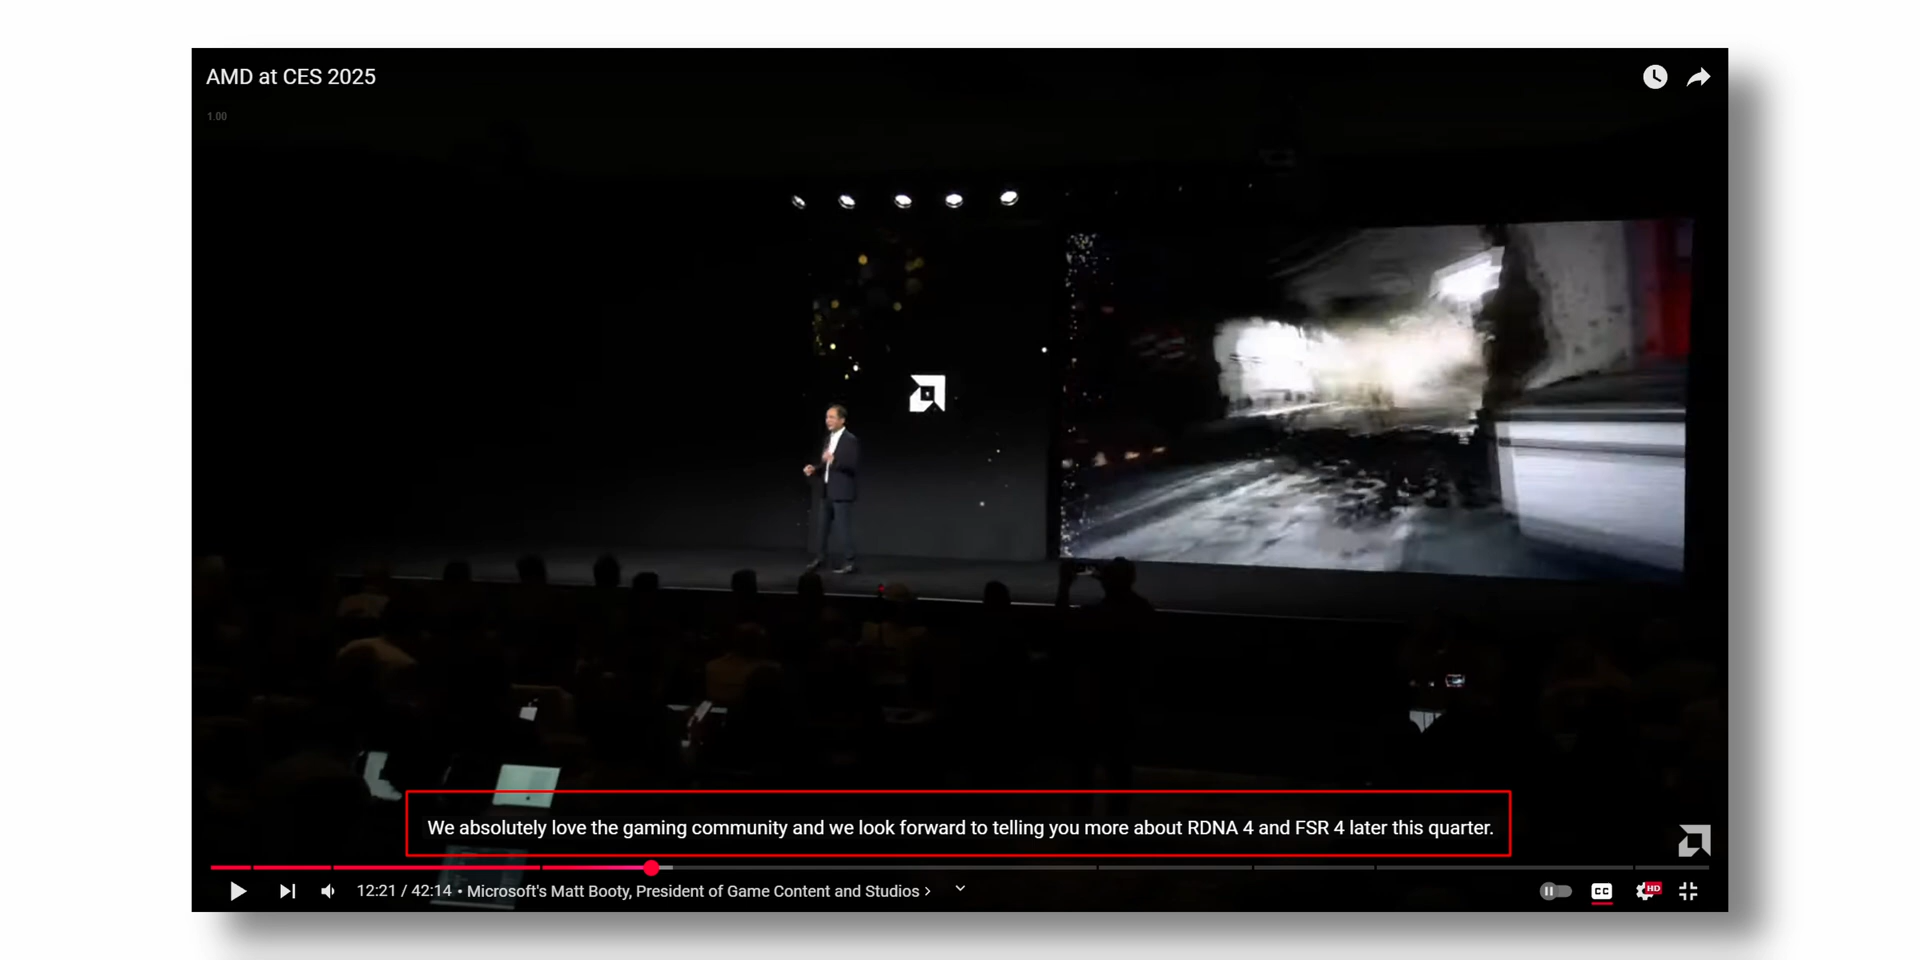 AMD at CES 2025
1.00
We absolutely love the gaming community and we look forward to telling you more about RDNA 4 and FSR 4 later this quarter.
12:21 / 42:14 • Microsoft's Matt Booty, President of Game Content and Studios >
CC
HD